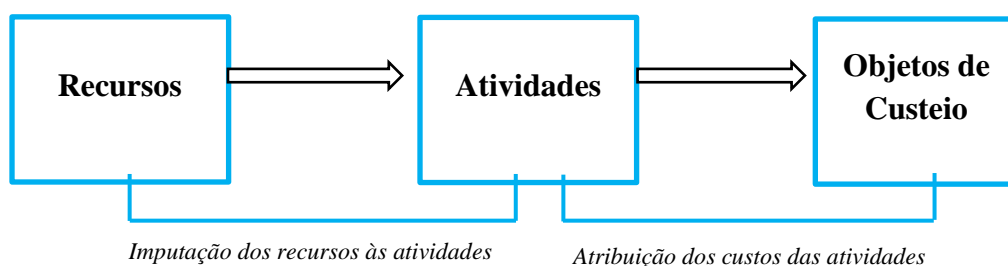 Recursos
Atividades
Objetos de
Custeio
Imputação dos recursos às atividades
Atribuição dos custos das atividades